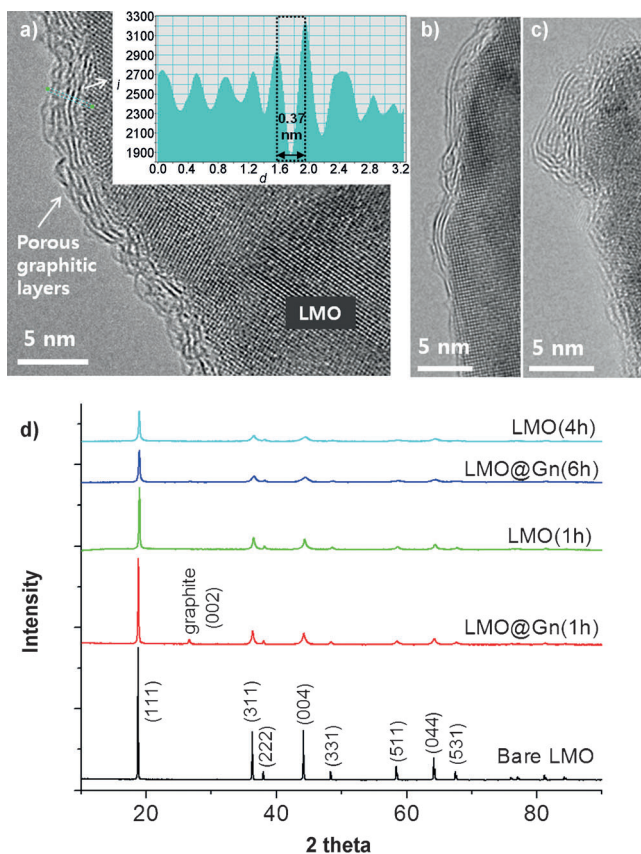 a)
3300
3100
2900
2700
2500
2300
2100
1900
0.37
nm
0.0 0.4 0.8 1.2 1.6 2.0 2.4 2.8 3.2
d
i
Porous
graphitic
layers
LMO
5 nm
b)
5 nm
c)
5 nm
d)
LMO(4h)
LMO@Gn(6h)
LMO(1h)
graphite
(002)
LMO@Gn(1h)
(111)
(311)
(222)
(004)
(331)
(511)
(044)
(531)
Bare LMO
Intensity
20 40 60 80
2 theta